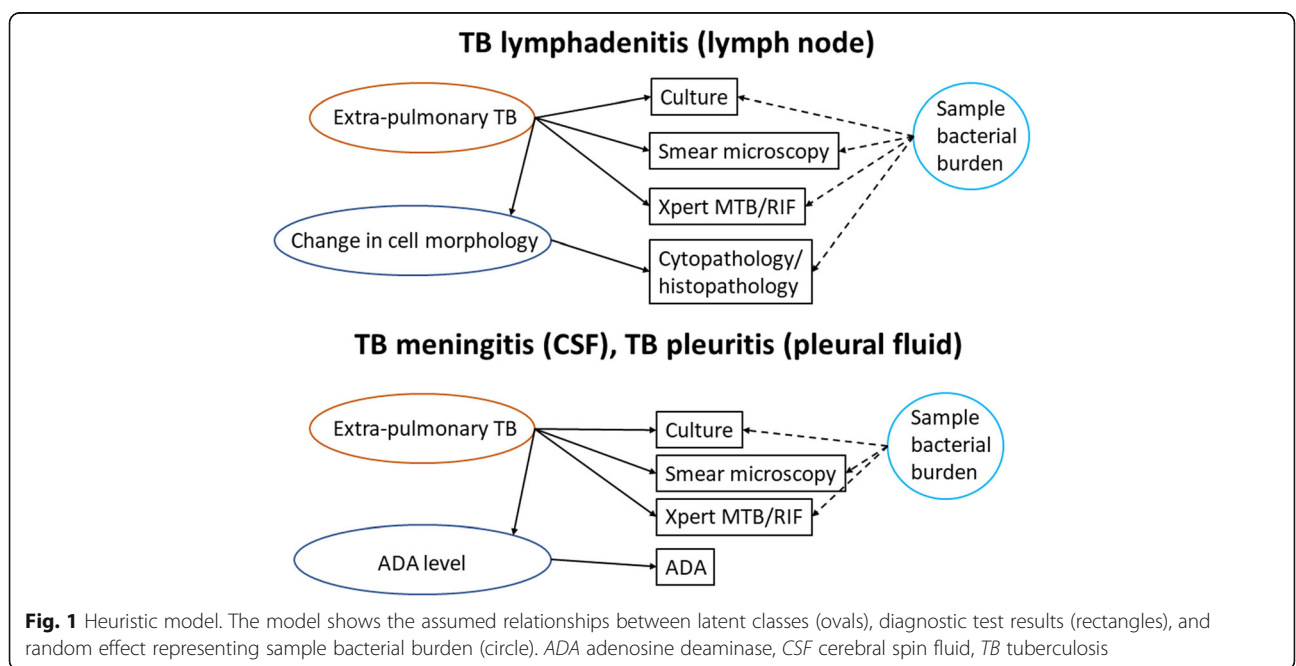 TB lymphadenitis (lymph node)
Extra-pulmonary TB
Change in cell morphology
Culture
Smear microscopy
Xpert MTB/RIF
Cytopathology/
histopathology
Sample
bacterial
burden
TB meningitis (CSF), TB pleuritis (pleural fluid)
Extra-pulmonary TB
ADA level
Culture
Smear microscopy
Xpert MTB/RIF
ADA
Sample
bacterial
burden
Fig. 1 Heuristic model. The model shows the assumed relationships between latent classes (ovals), diagnostic test results (rectangles), and
random effect representing sample bacterial burden (circle). ADA adenosine deaminase, CSF cerebral spin fluid, TB tuberculosis